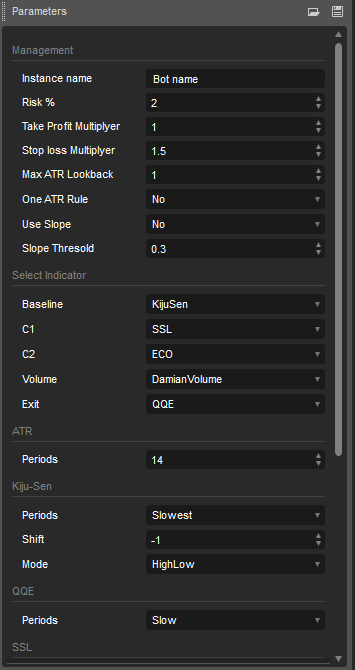 Parameters
Management
Instance name Bot name
Risk % 2
Take Profit Multiplyer 1
Stop loss Multiplyer 1.5
Max ATR Lookback 1
One ATR Rule No
Use Slope No
Slope Thresold 0.3
Select Indicator
Baseline KijuSen
C1 SSL
C2 ECO
Volume DamianVolume
Exit QQE
ATR
Periods 14
Kiju-Sen
Periods Slowest
Shift -1
Mode HighLow
QQE
Periods Slow
SSL